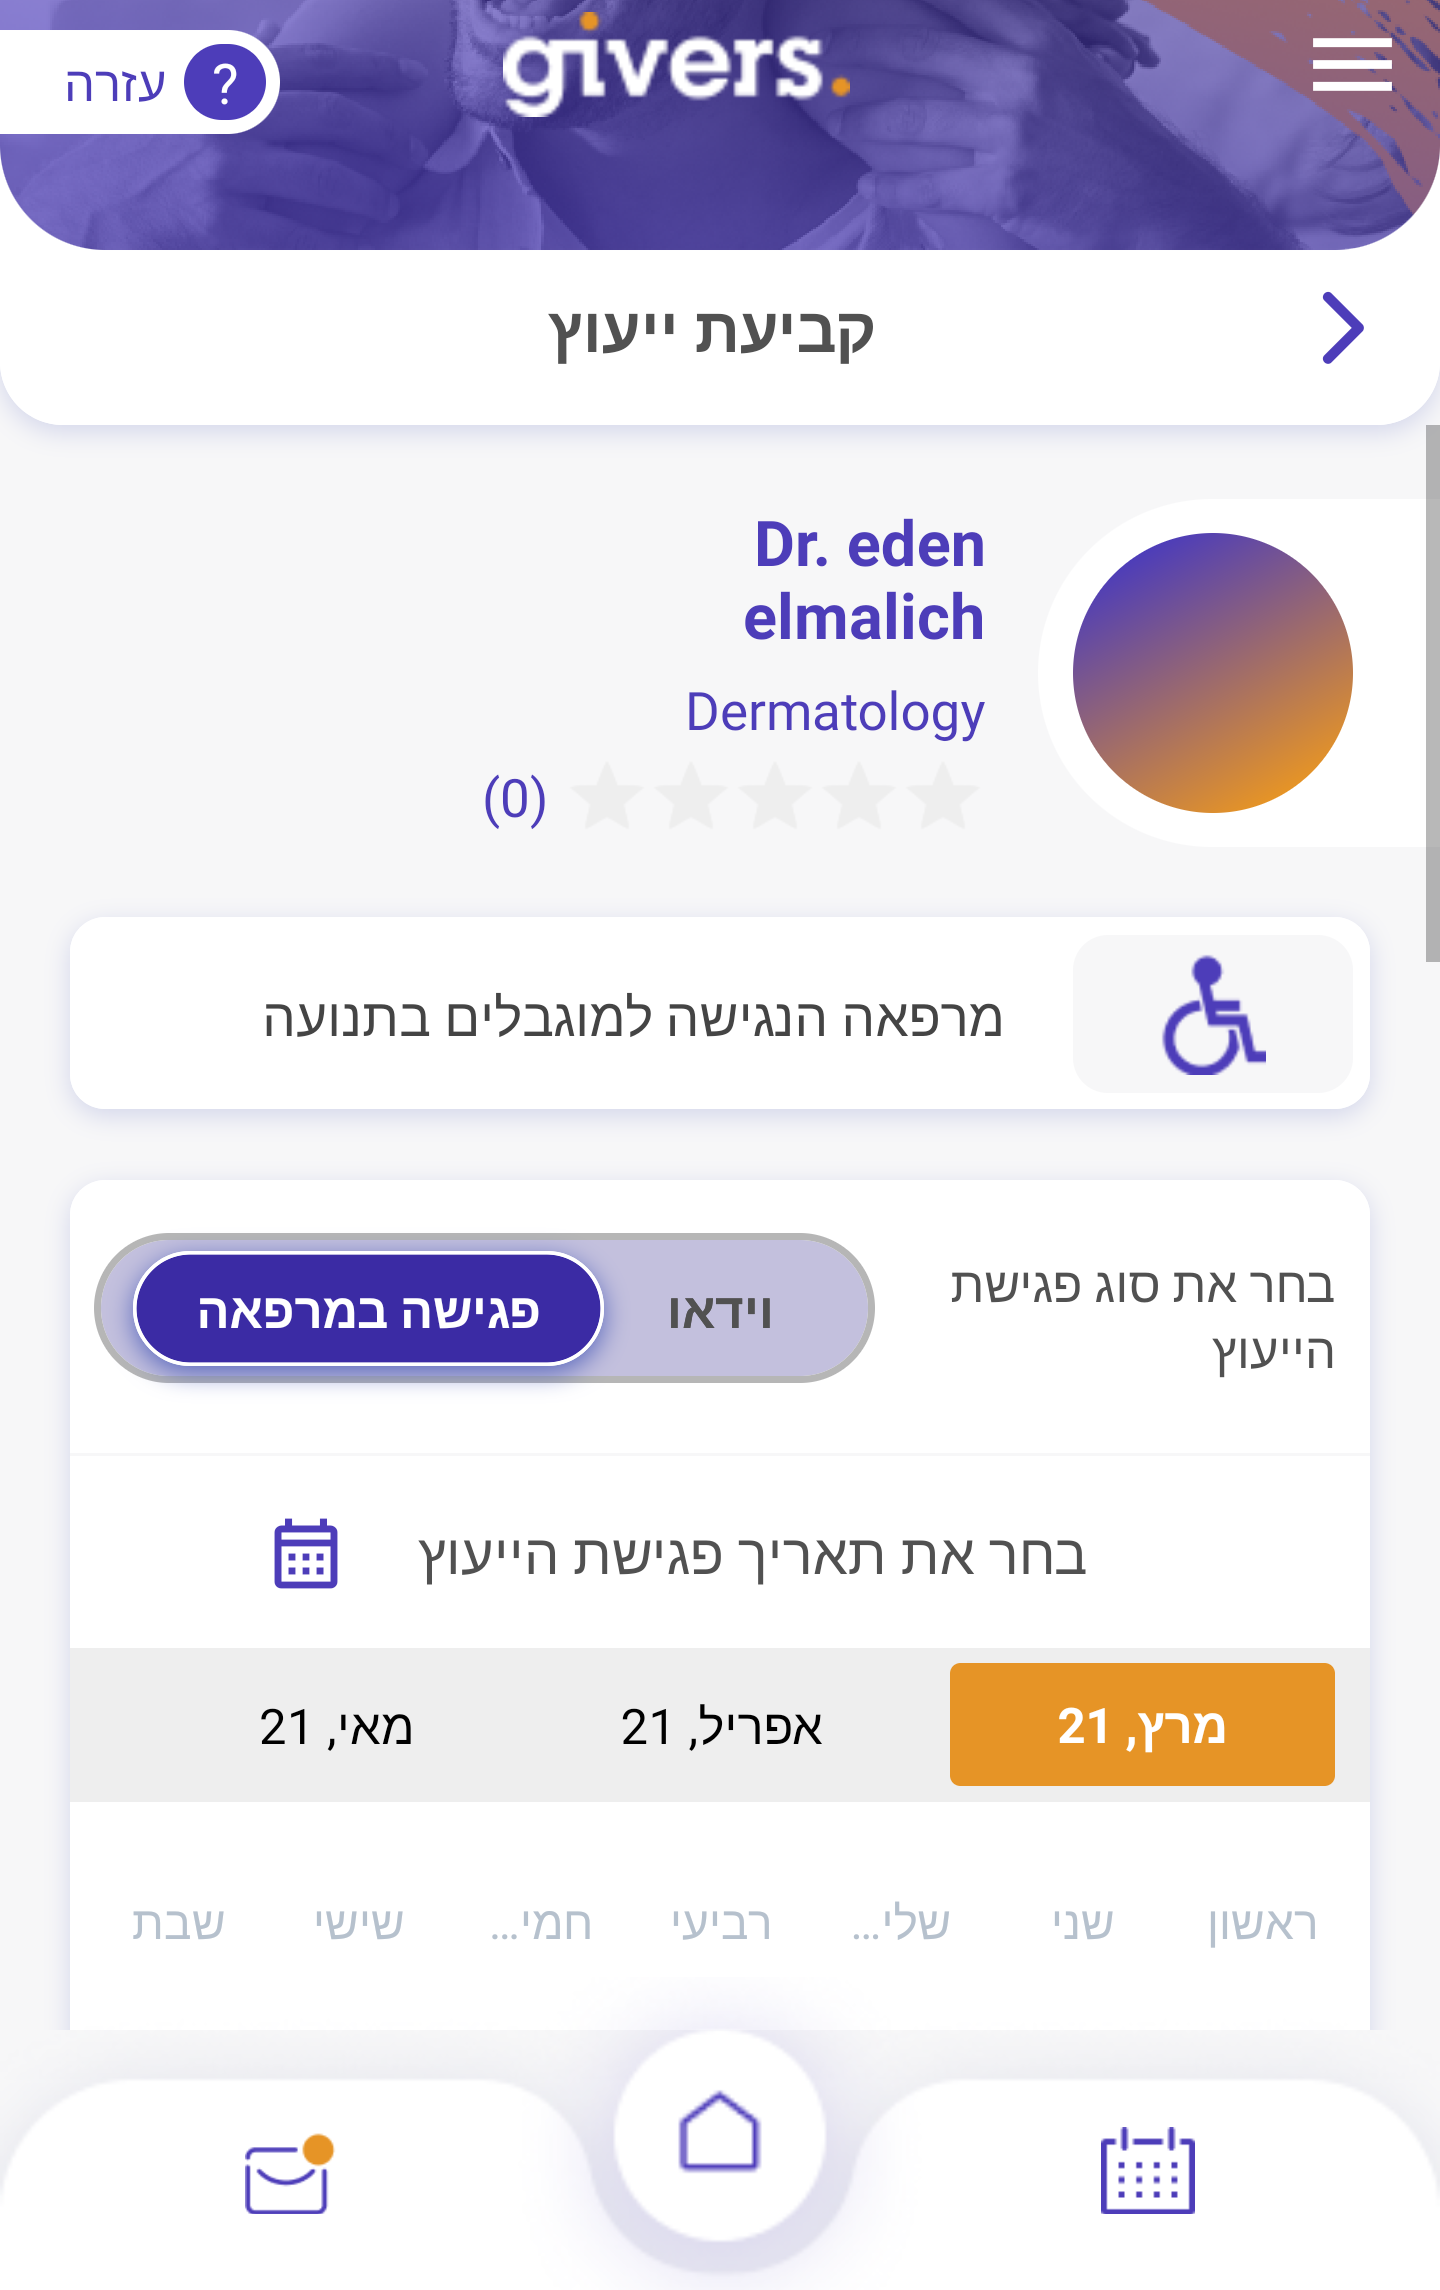 givers.
? עזרה
קביעת ייעוץ
Dr. eden
elmalich
Dermatology
(0)
מרפאה הנגישה למוגבלים בתנועה
בחר את סוג פגישת
הייעוץ
וידאו
פגישה במרפאה
בחר את תאריך פגישת הייעוץ
מרץ, 21
אפריל, 21
מאי, 21
ראשון שני שלי... רביעי חמי... שישי שבת